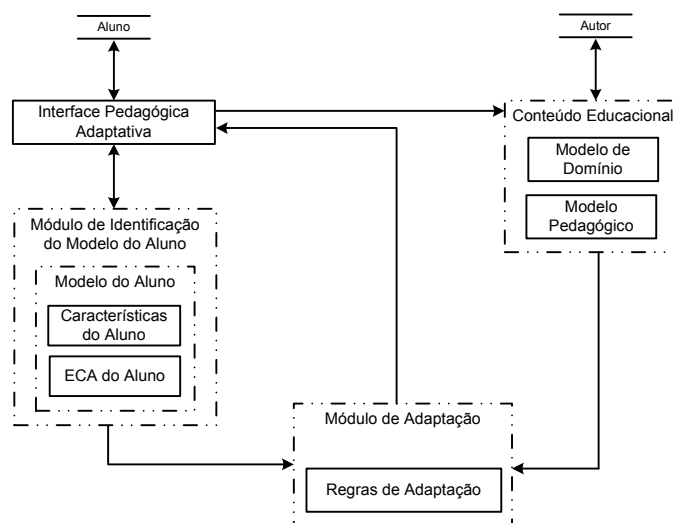 Aluno
Autor
Interface Pedagógica
Adaptativa
Conteúdo Educacional
Modelo de
Domínio
Modelo
Pedagógico
Módulo de Identificação
do Modelo do Aluno
Modelo do Aluno
Características
do Aluno
ECA do Aluno
Módulo de Adaptação
Regras de Adaptação